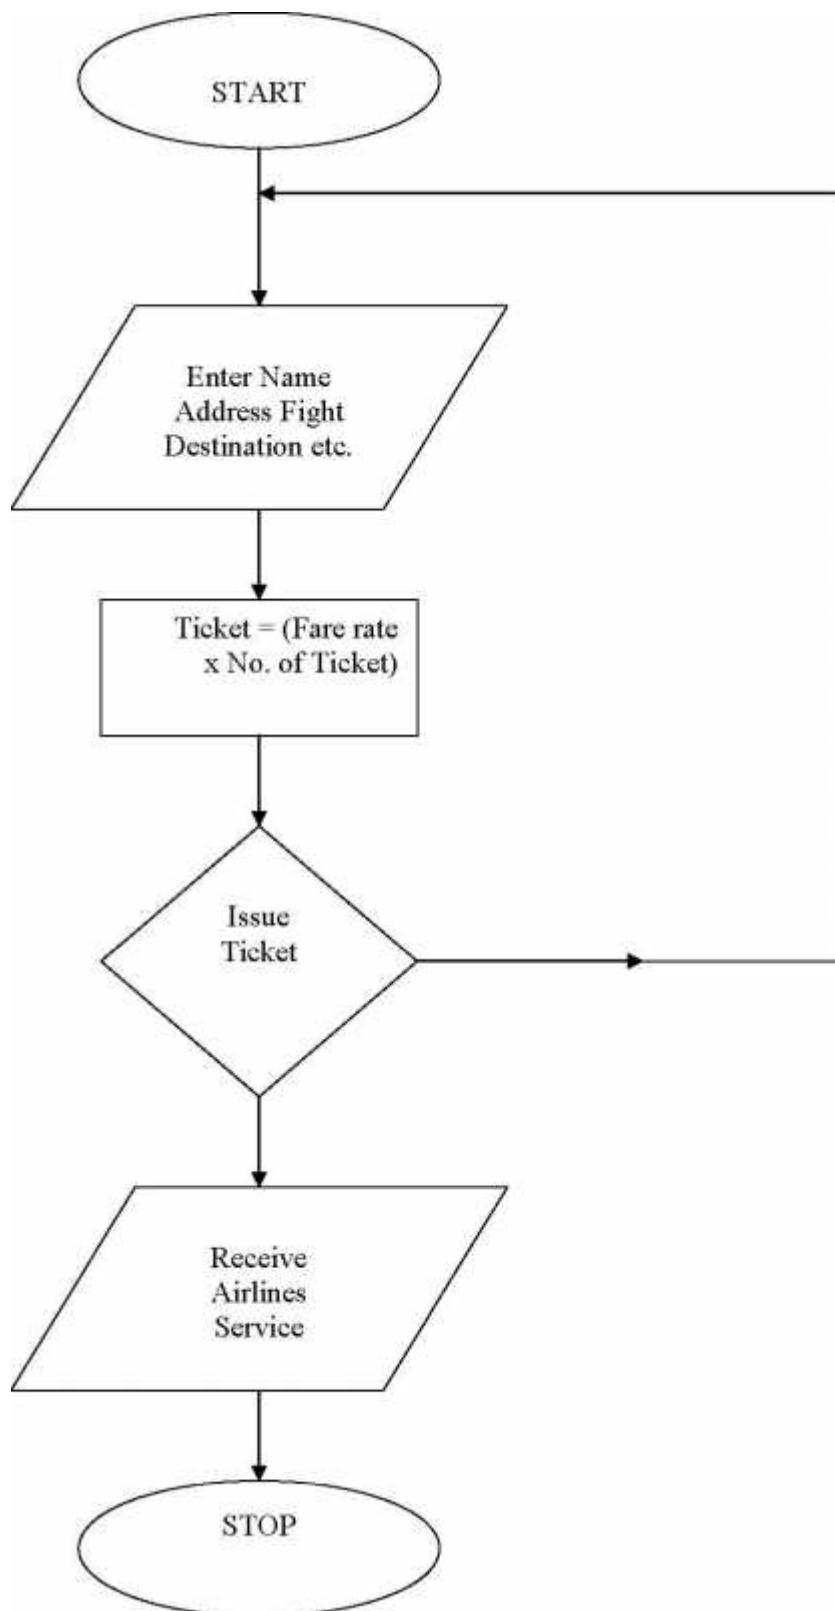 START
Enter Name
Address Fight
Destination etc.
Ticket = (Fare rate
x No. of Ticket)
Issue
Ticket
Receive
Airlines
Service
STOP